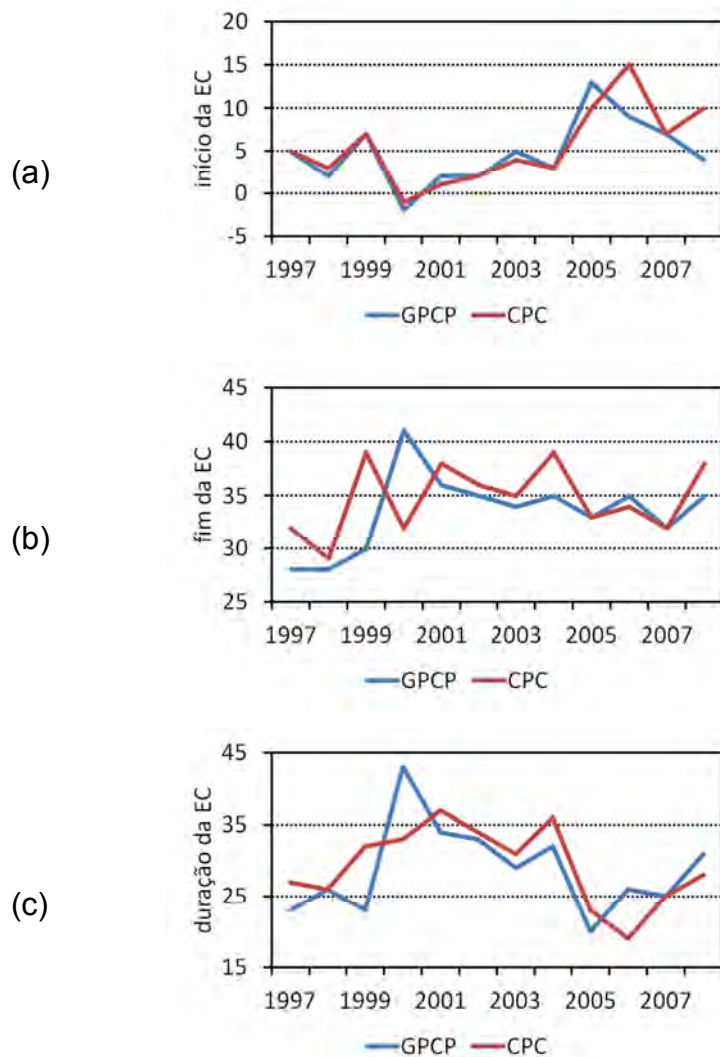 (a)
início da EC
20
15
10
5
0
-5
1997 1999 2001 2003 2005 2007
GPCP CPC
(b)
fim da EC
45
40
35
30
25
1997 1999 2001 2003 2005 2007
GPCP CPC
(c)
duração da EC
45
35
25
15
1997 1999 2001 2003 2005 2007
GPCP CPC